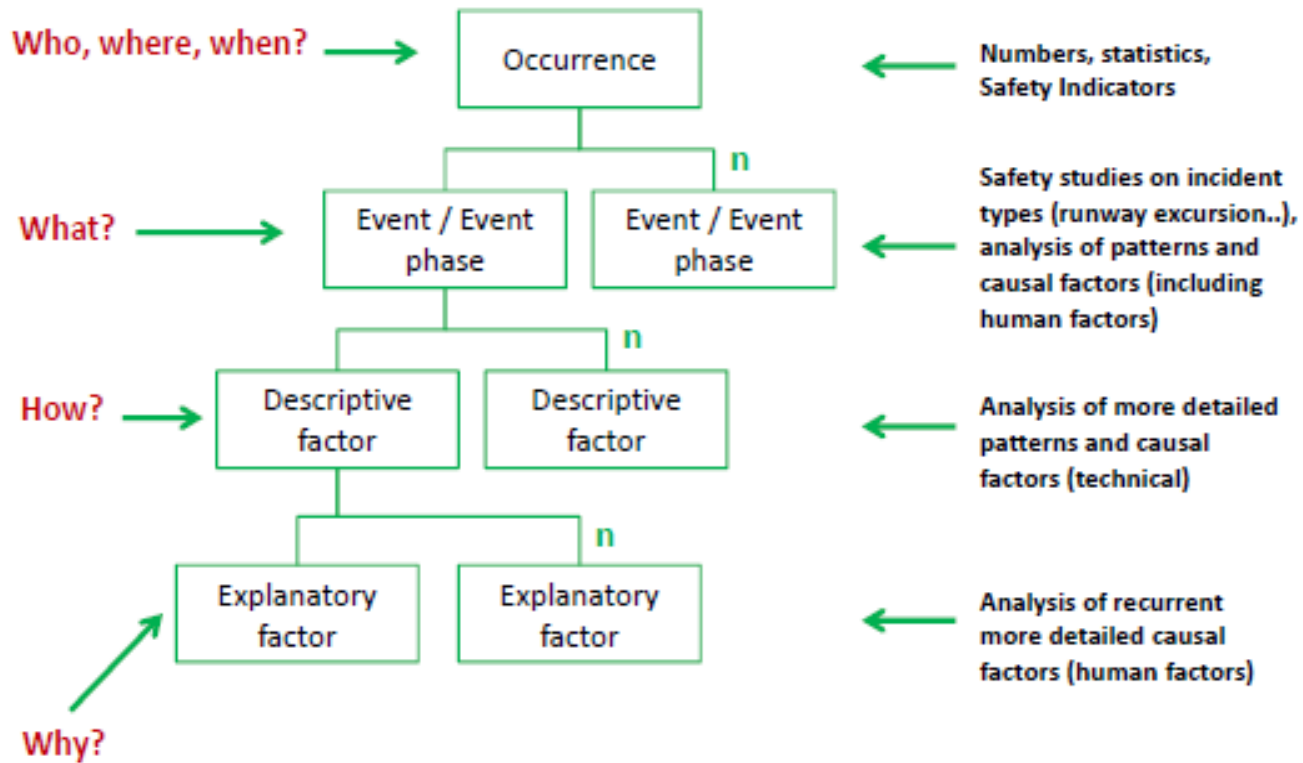 Who, where, when?
Occurrence
Numbers, statistics,
Safety Indicators
n
What?
Event / Event
phase
Event / Event
phase
Safety studies on incident
types (runway excursion..),
analysis of patterns and
causal factors (including
human factors)
n
How?
Descriptive
factor
Descriptive
factor
Analysis of more detailed
patterns and causal
factors (technical)
n
Explanatory
factor
Explanatory
factor
Analysis of recurrent
more detailed causal
factors (human factors)
Why?